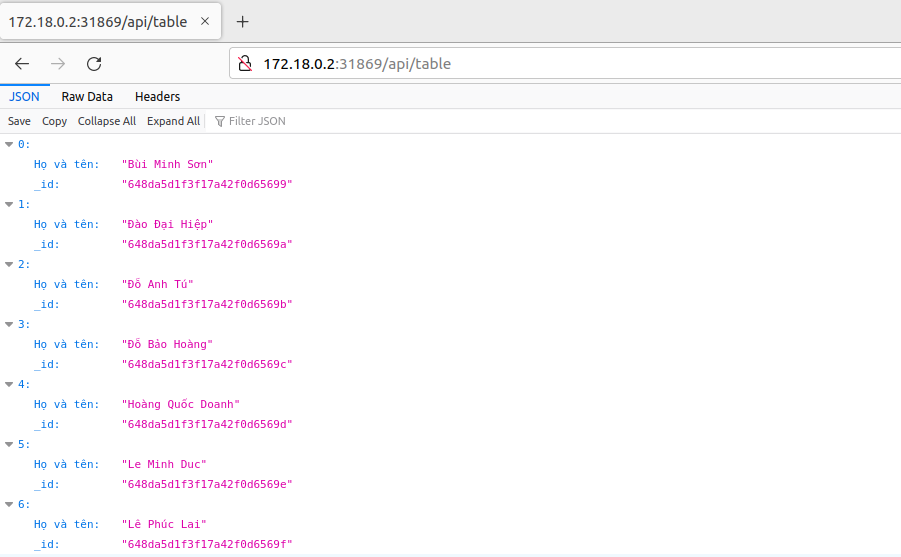 172.18.0.2:31869/api/table
172.18.0.2:31869/api/table
JSON Raw Data Headers
Save Copy Collapse All Expand All Filter JSON
0:
Họ và tên: "Bùi Minh Sơn"
_id: "648da5d1f3f17a42f0d65699"
1:
Họ và tên: "Đào Đại Hiệp"
_id: "648da5d1f3f17a42f0d6569a"
2:
Họ và tên: "Đỗ Anh Tú"
_id: "648da5d1f3f17a42f0d6569b"
3:
Họ và tên: "Đỗ Bảo Hoàng"
_id: "648da5d1f3f17a42f0d6569c"
4:
Họ và tên: "Hoàng Quốc Doanh"
_id: "648da5d1f3f17a42f0d6569d"
5:
Họ và tên: "Le Minh Duc"
_id: "648da5d1f3f17a42f0d6569e"
6:
Họ và tên: "Lê Phúc Lai"
_id: "648da5d1f3f17a42f0d6569f"